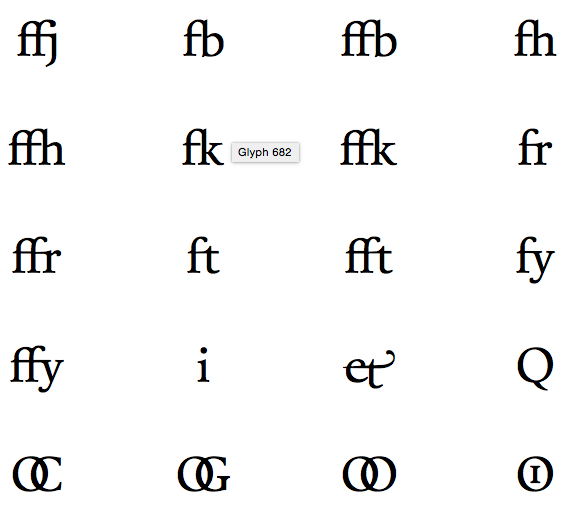 ffj fb ffb fh
ffh fk Glyph 682 ffk fr
ffr ft fft fy
ffy i et Q
OC OG OO OI